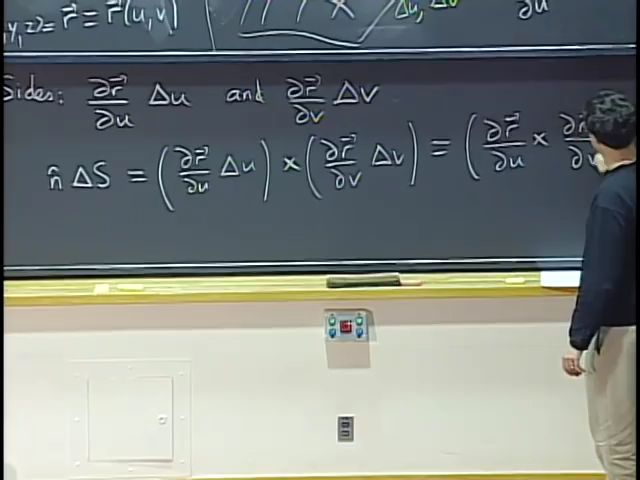 y,z)= r⃗ = r⃗(u,v) Δu, Δv ∂u
Sides: ∂r⃗/∂u Δu and ∂r⃗/∂v Δv
n̂ ΔS = (∂r⃗/∂u Δu) × (∂r⃗/∂v Δv) = (∂r⃗/∂u × ∂r⃗/∂v